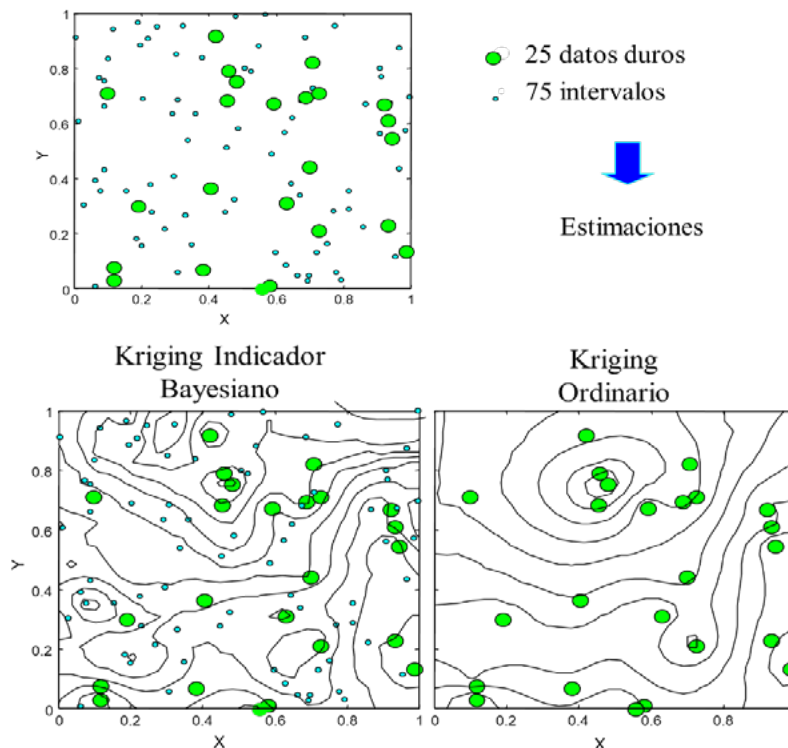 1
0.8
0.6
0.4
0.2
0
0 0.2 0.4 0.6 0.8 1
Y
X
25 datos duros
75 intervalos
Estimaciones
Kriging Indicador
Bayesiano
1
0.8
0.6
0.4
0.2
0
0 0.2 0.4 0.6 0.8 1
Y
X
Kriging
Ordinario
0 0.2 0.4 0.6 0.8
X